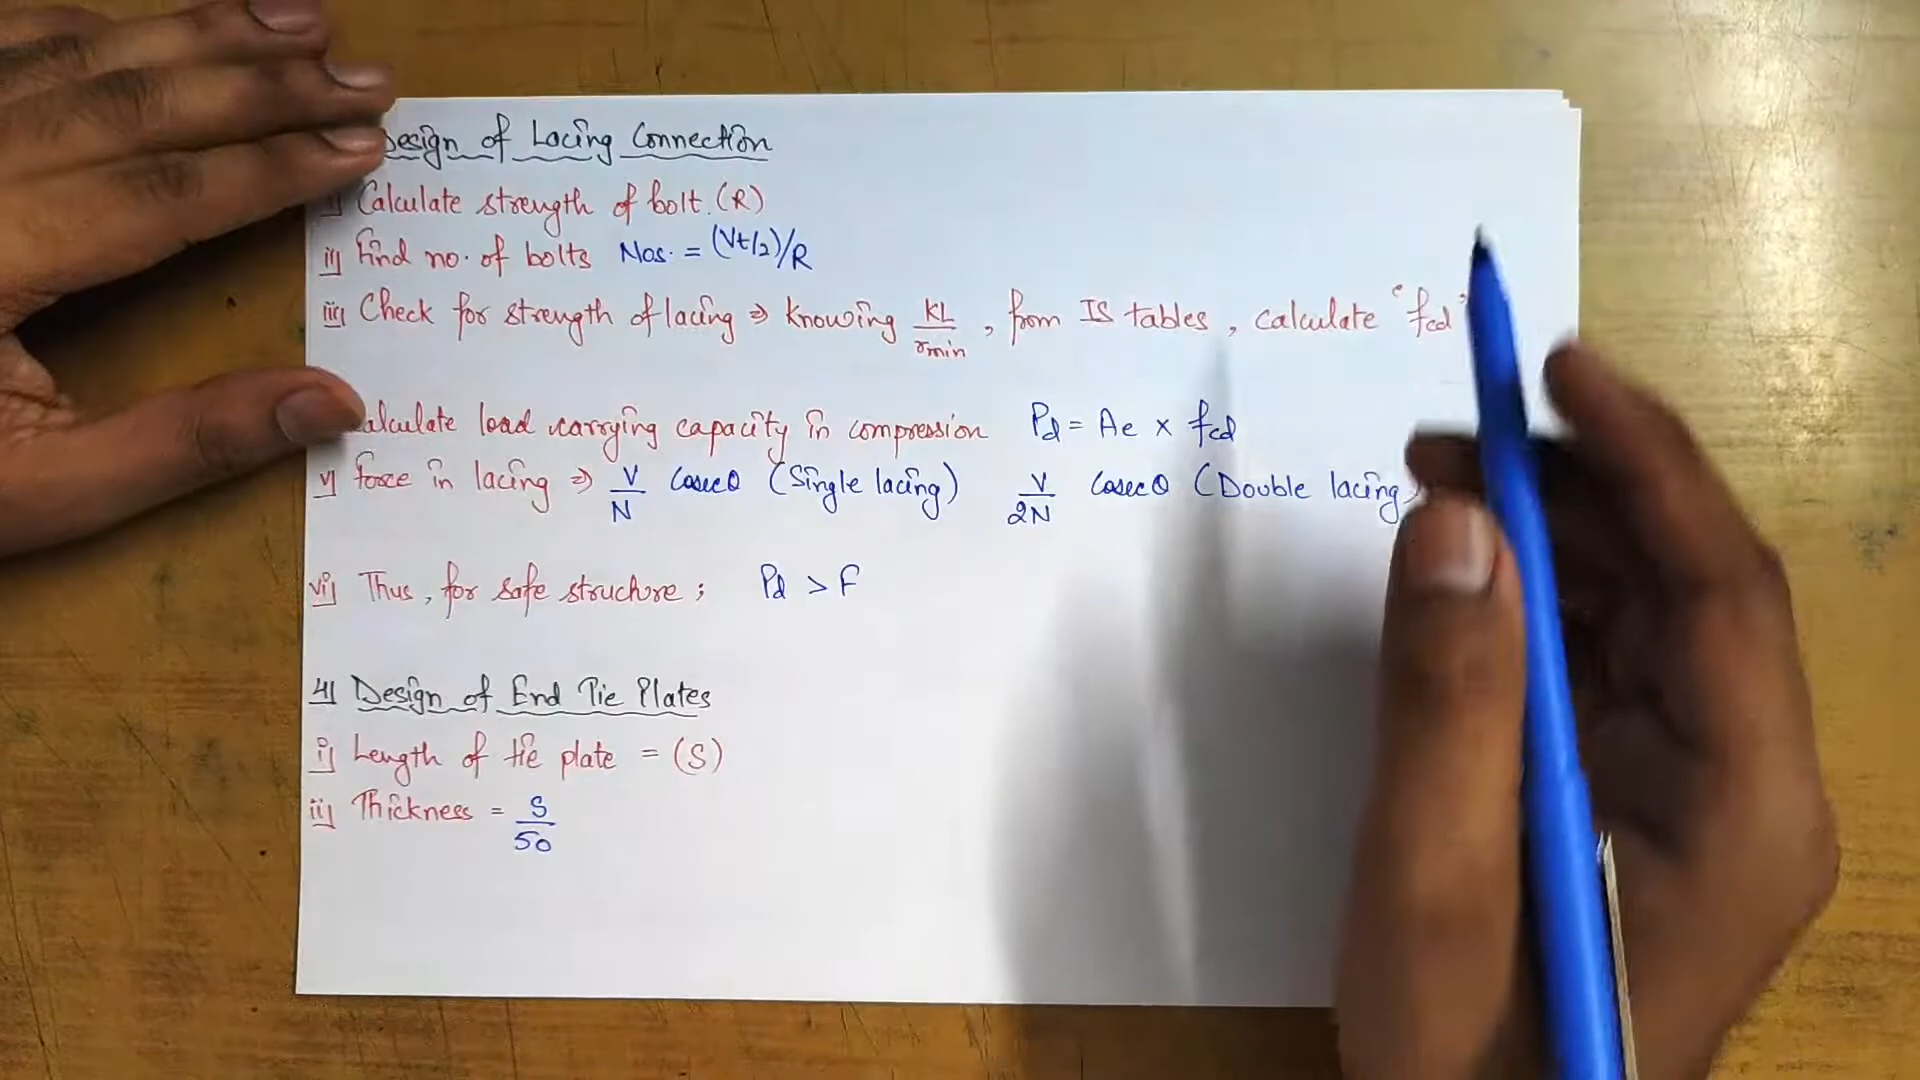 Design of Lacing Connection
i] Calculate strength of bolt. (R)
ii] Find no. of bolts Nos. = (Vt/2)/R
iii] Check for strength of lacing ⇒ knowing KL/rmin , from IS tables , calculate "fcd"
Calculate load carrying capacity in compression Pd = Ae x fcd
v] Force in lacing ⇒ V/N Cosecθ (Single lacing) V/2N Cosecθ (Double lacing)
vi] Thus, for safe structure ; Pd > F
4] Design of End Tie Plates
i] Length of tie plate = (S)
ii] Thickness = S/50